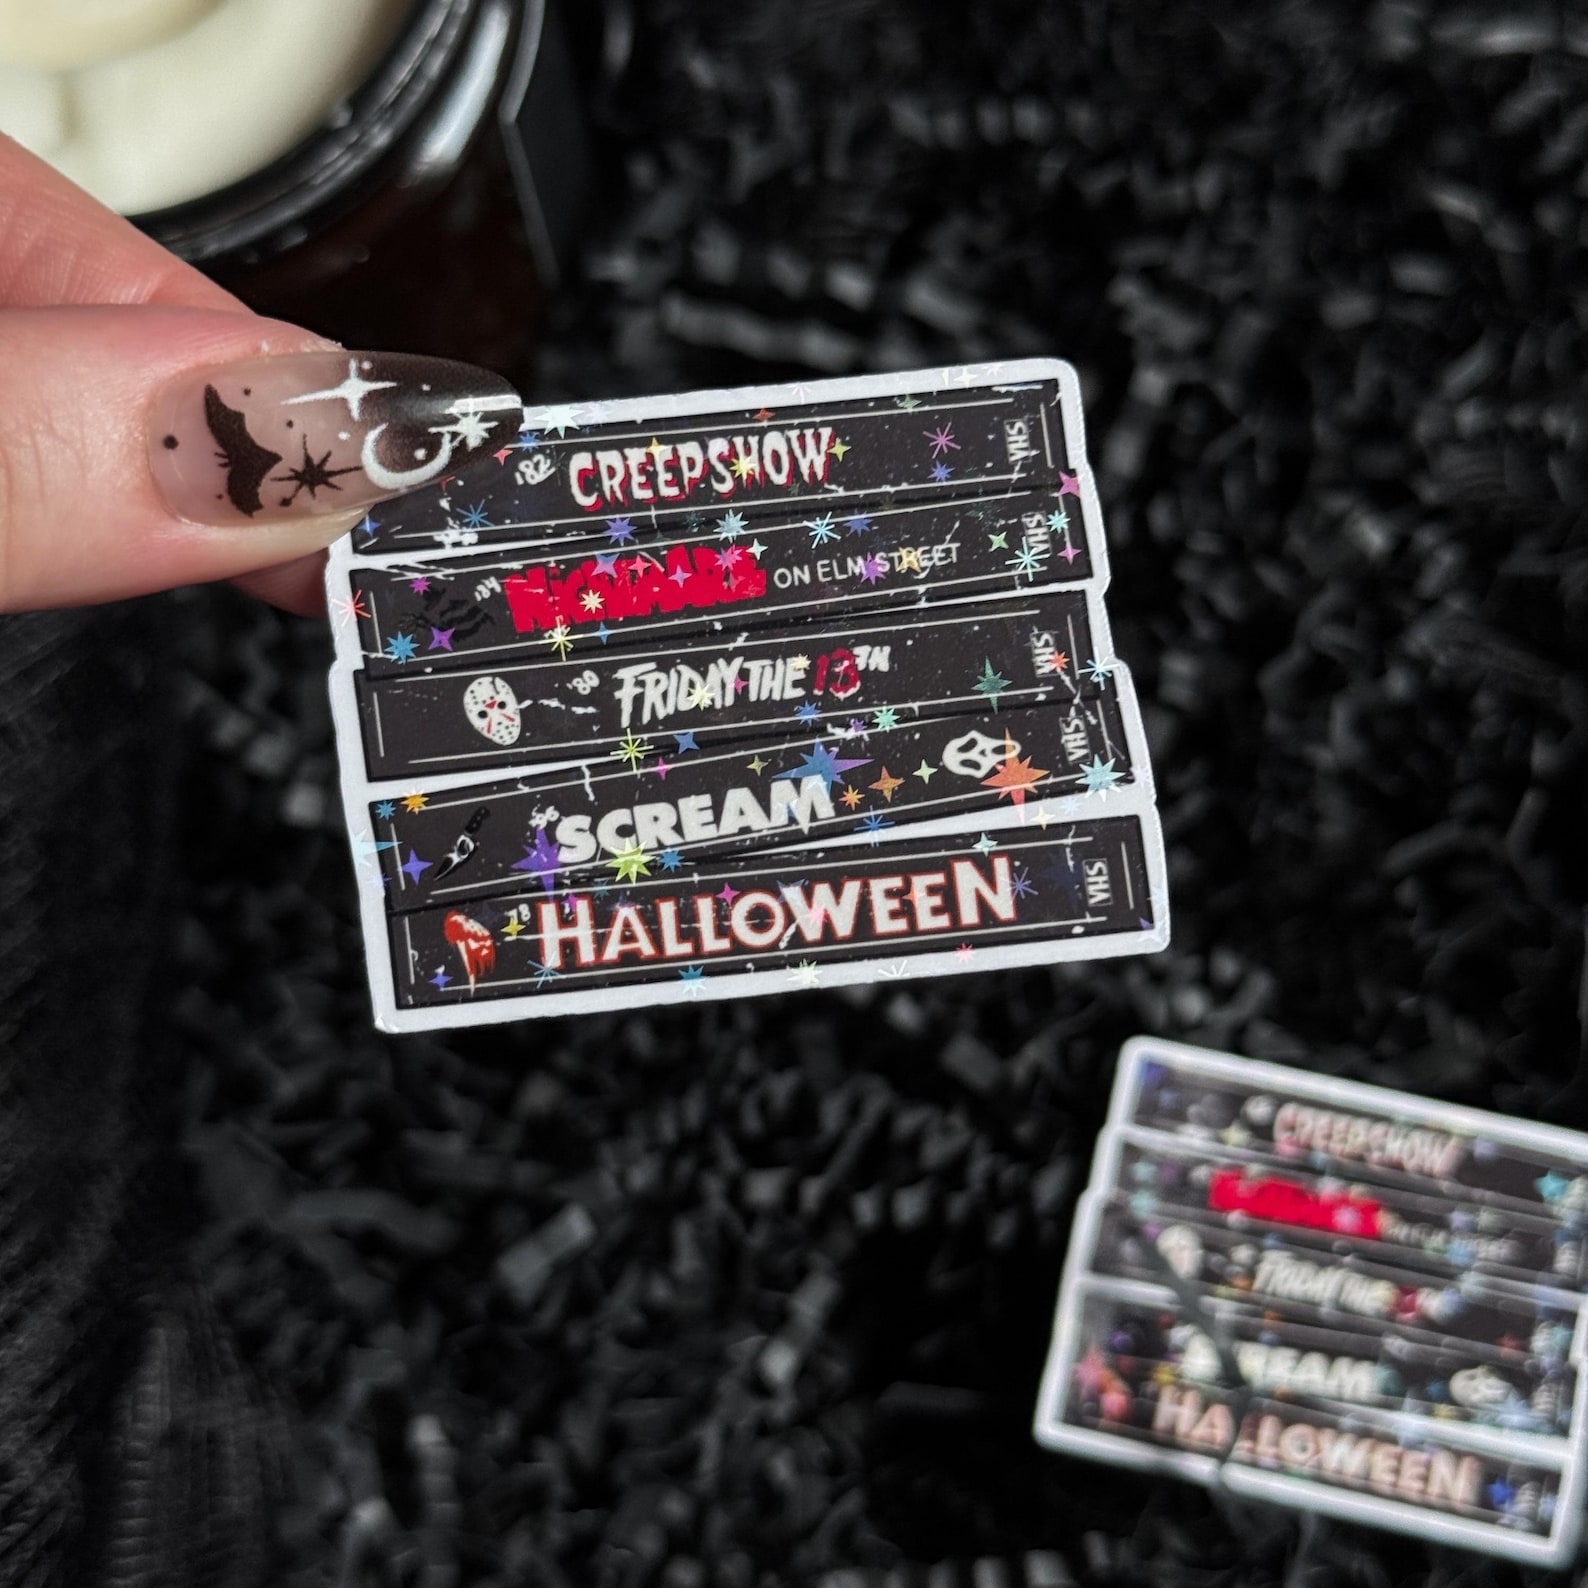 '82 CREEPSHOW VHS
'84 NIGHTMARE ON ELM STREET VHS
'80 FRIDAY THE 13TH VHS
'96 SCREAM VHS
'78 HALLOWEEN VHS
CREEPSHOW
FRIDAY THE
SCREAM
HALLOWEEN